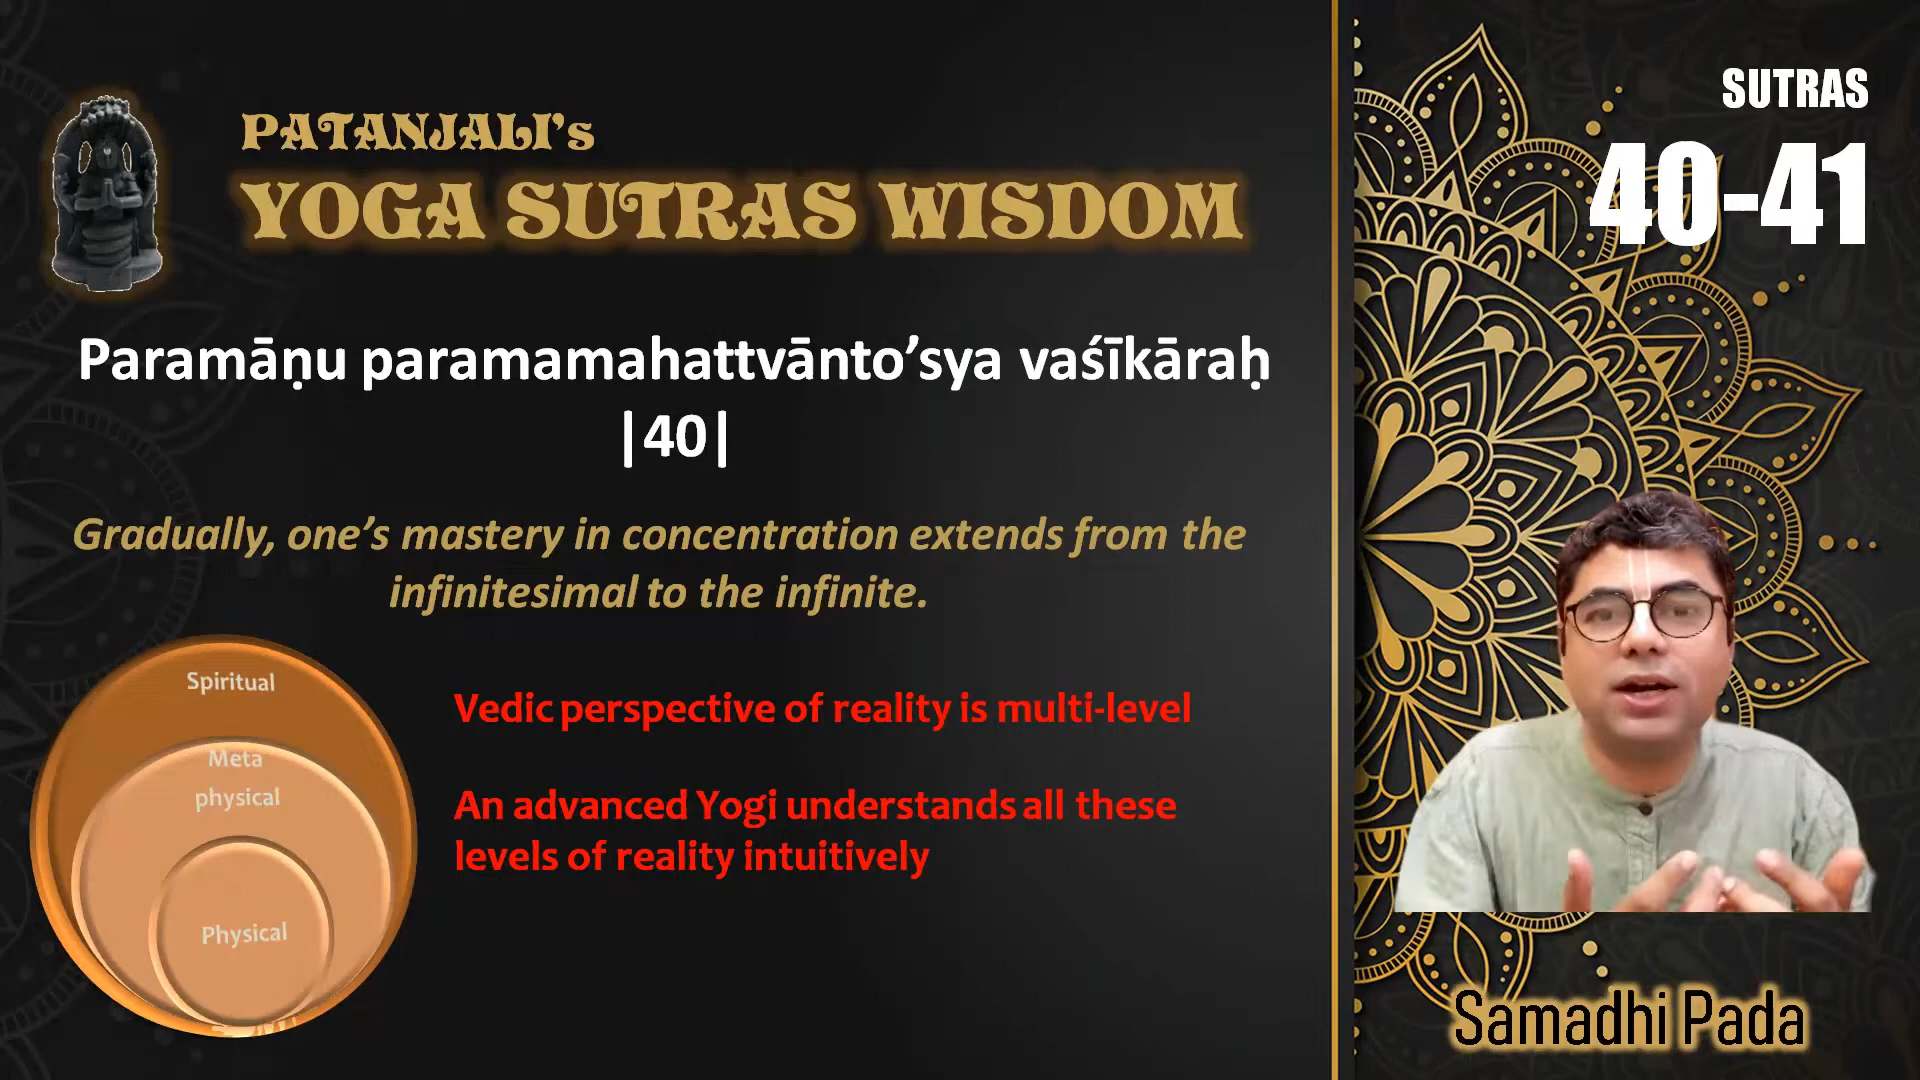 PATANJALI's
YOGA SUTRAS WISDOM
SUTRAS
40-41
Paramāṇu paramamahattvānto’sya vaśīkāraḥ
|40|
Gradually, one’s mastery in concentration extends from the
infinitesimal to the infinite.
Spiritual
Meta
physical
Physical
Vedic perspective of reality is multi-level
An advanced Yogi understands all these
levels of reality intuitively
Samadhi Pada